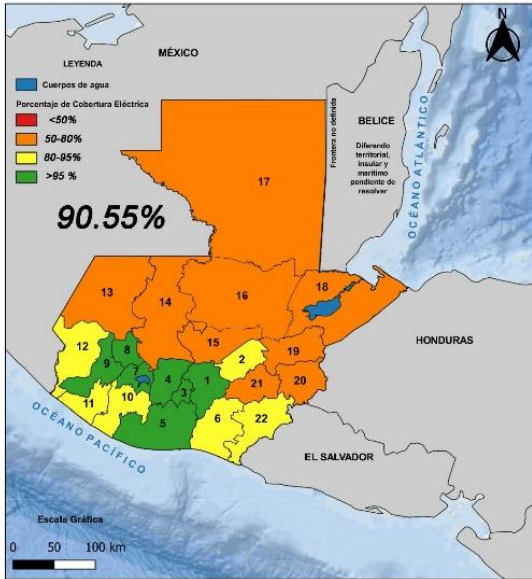 N
MÉXICO
LEYENDA
Cuerpos de agua
Porcentaje de Cobertura Eléctrica
<50%
50-80%
80-95%
>95 %
90.55%
Frontera no definida
BELICE
Diferendo
territorial,
insular y
marítimo
pendiente de
resolver
OCÉANO ATLÁNTICO
17
18
13
14
16
15
19
12
8
9
7
4
1
2
3
21
20
11
10
5
6
22
HONDURAS
EL SALVADOR
OCÉANO PACÍFICO
Escala Gráfica
0 50 100 km